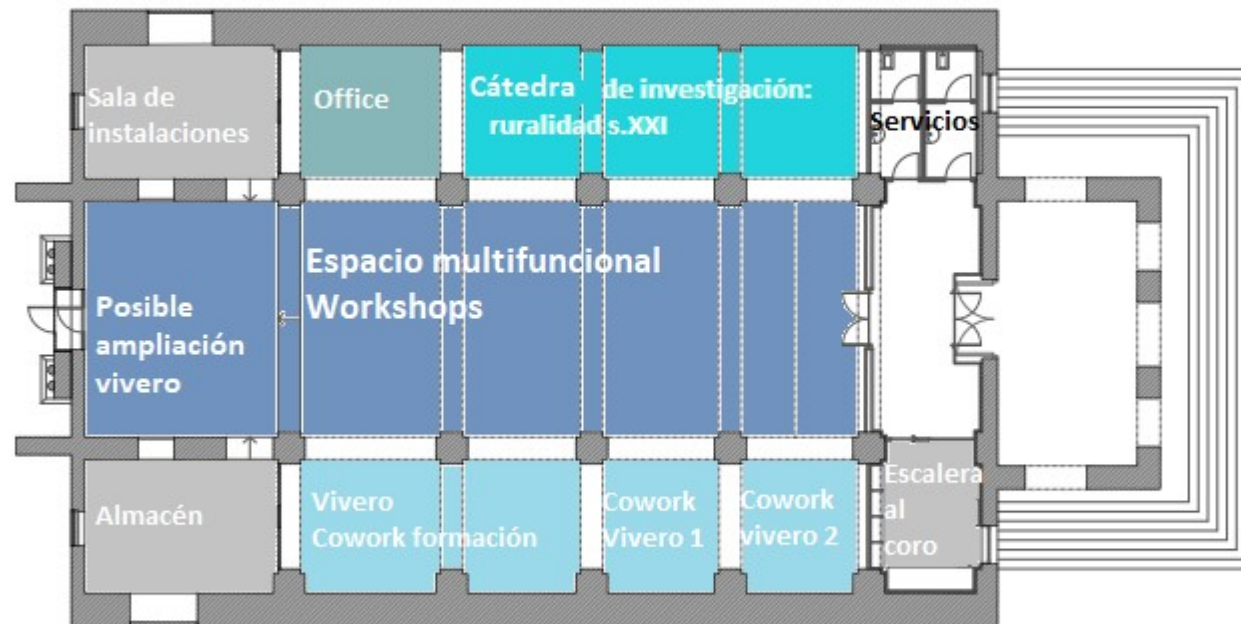 Sala de
instalaciones
Office
Cátedra de investigación:
ruralidad s.XXI
Servicios
Espacio multifuncional
Workshops
Posible
ampliación
vivero
Almacén
Vivero
Cowork formación
Cowork
Vivero 1
Cowork
vivero 2
Escalera
al
coro